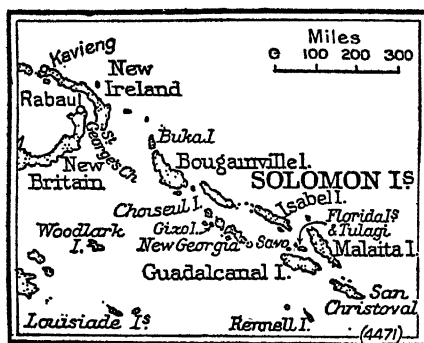 Miles
0 100 200 300
Kavieng
New
Ireland
Rabaul
St.
George's Ch
Buka I
New
Britain
Bougainville I.
SOLOMON Is
Choiseul I.
Isabel I.
Gizo I.
Florida Is
& Tulagi
Woodlark
I.
New Georgia
Savo
Malaita I.
Guadalcanal I.
San
Christoval
Louisiade Is
Rennell I.
(4471)